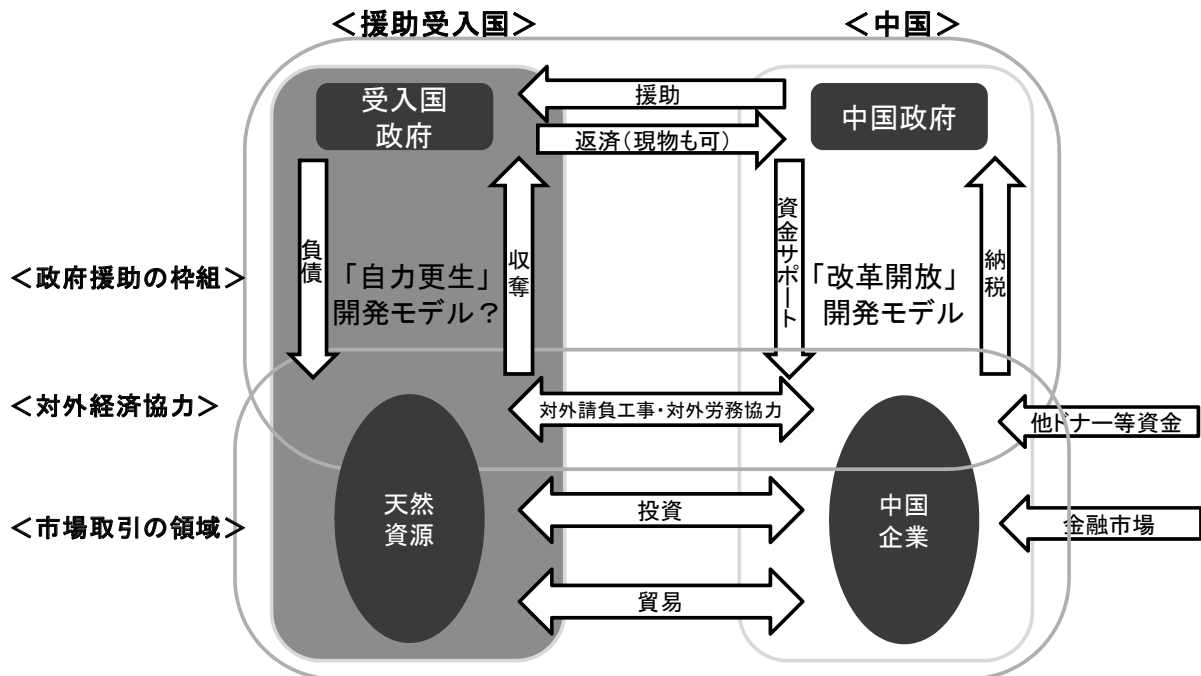 ＜援助受入国＞
＜中国＞
受入国
政府
援助
中国政府
返済（現物も可）
負債
収奪
資金サポート
納税
＜政府援助の枠組＞
「自力更生」
開発モデル？
「改革開放」
開発モデル
＜対外経済協力＞
対外請負工事・対外労務協力
他ドナー等資金
天然
資源
投資
中国
企業
＜市場取引の領域＞
金融市場
貿易